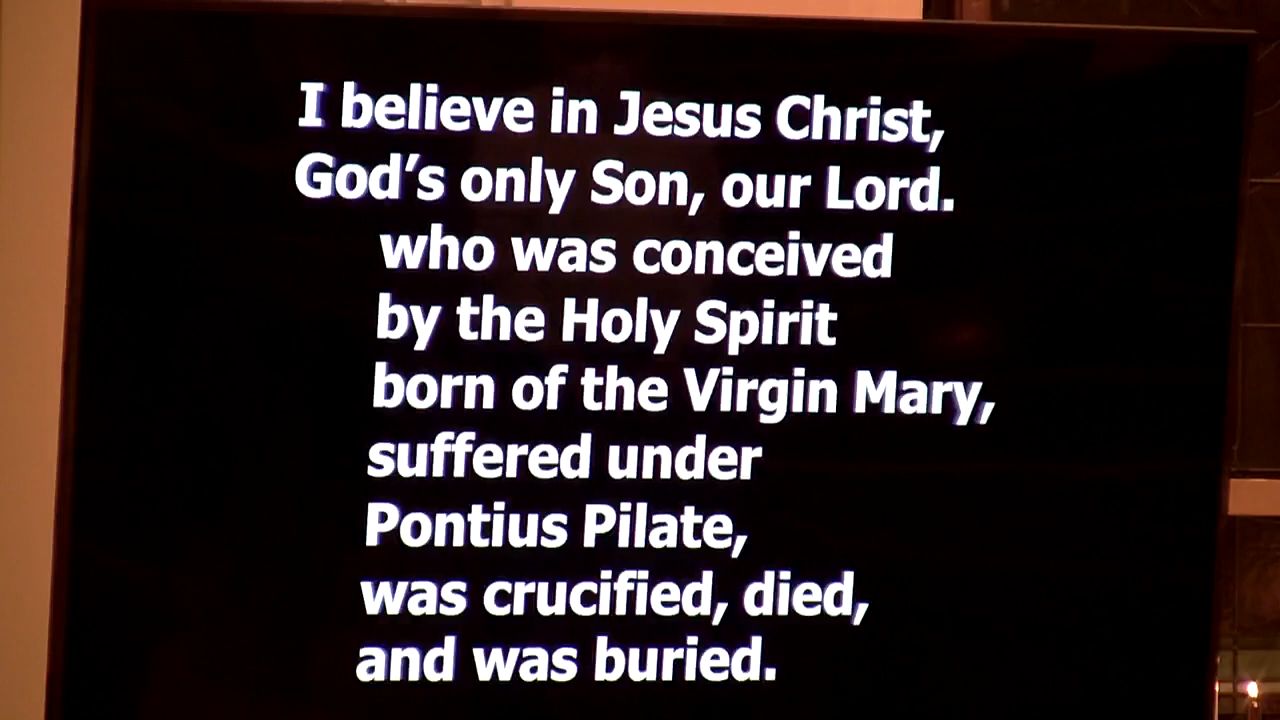 I believe in Jesus Christ,
God’s only Son, our Lord.
who was conceived
by the Holy Spirit
born of the Virgin Mary,
suffered under
Pontius Pilate,
was crucified, died,
and was buried.